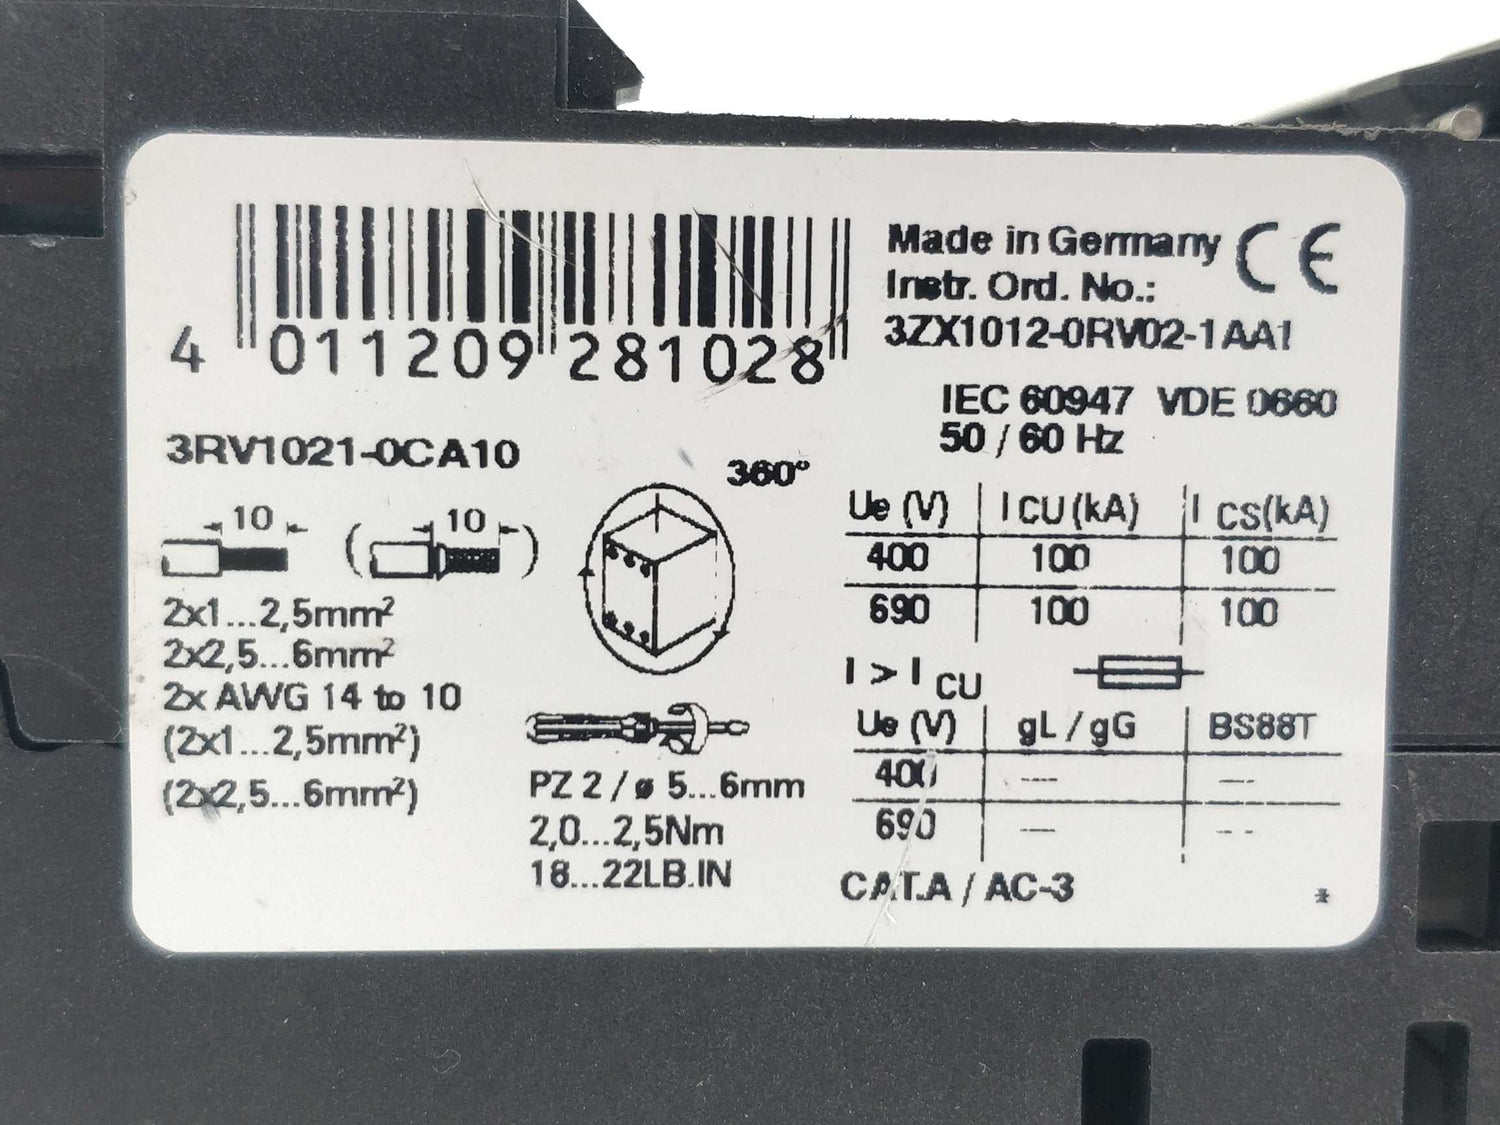 4 011209 281028
Made in Germany CE
Instr. Ord. No.:
3ZX1012-0RV02-1AA1
IEC 60947 VDE 0660
50 / 60 Hz
3RV1021-0CA10
360°
10 ( 10 )
2x1...2,5mm²
2x2,5...6mm²
2x AWG 14 to 10
(2x1...2,5mm²)
(2x2,5...6mm²)
PZ 2 / ø 5...6mm
2,0...2,5Nm
18...22LB.IN
Ue (V) I CU (kA) I CS(kA)
400 100 100
690 100 100
I > I CU
Ue (V) gL / gG BS88T
400 --- ---
690 --- ---
CAT.A / AC-3 *